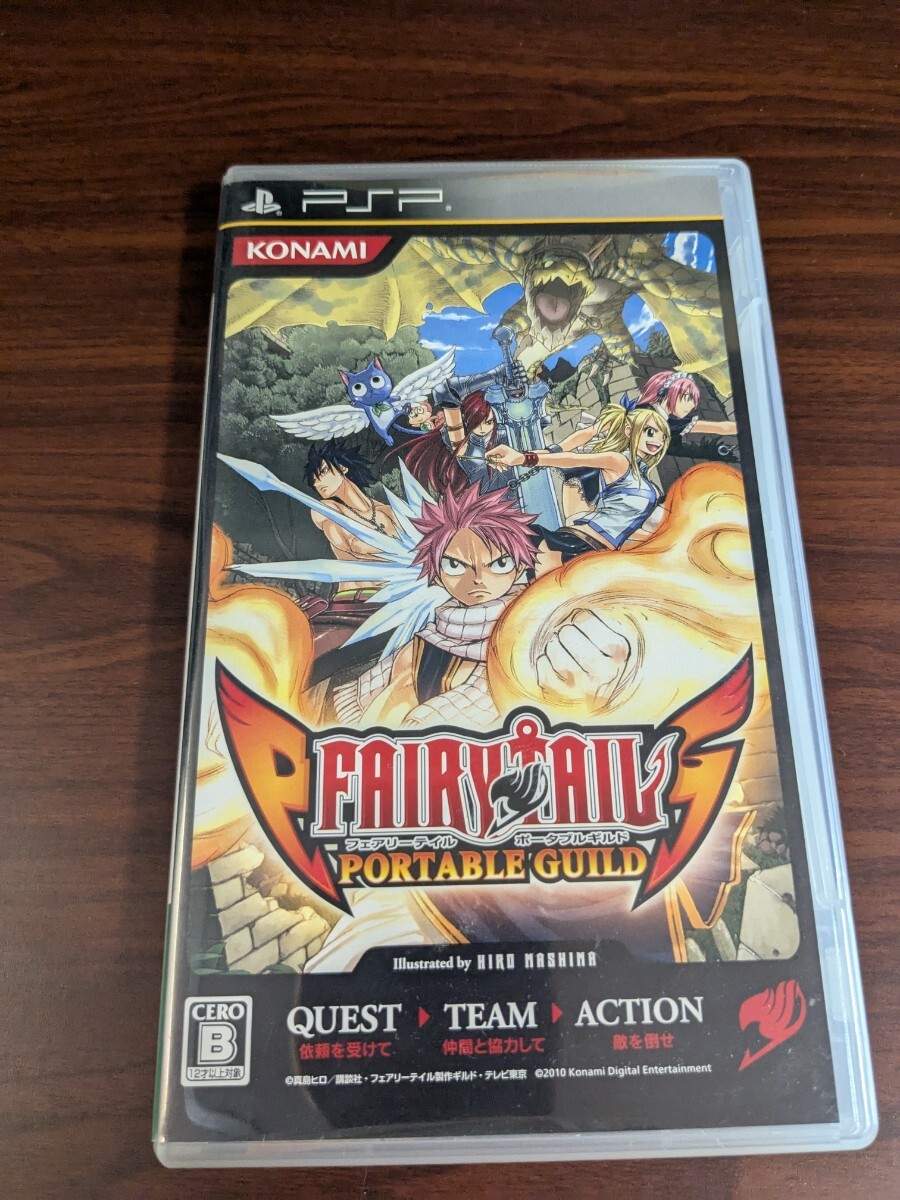 PSP
KONAMI
P FAIRY TAIL G
フェアリーテイル ポータブルギルド
PORTABLE GUILD
Illustrated by HIRO MASHIMA
QUEST TEAM ACTION
依頼を受けて 仲間と協力して 敵を倒せ
CERO
B
12才以上対象
©真島ヒロ／講談社・フェアリーテイル製作ギルド・テレビ東京 ©2010 Konami Digital Entertainment